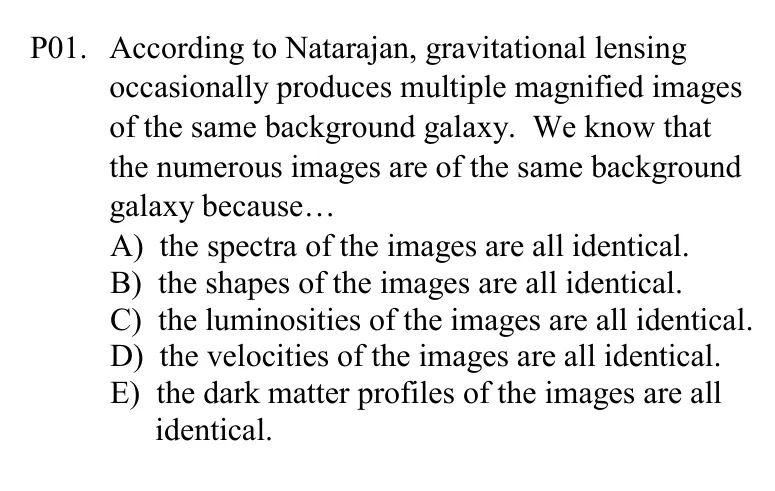 P01. According to Natarajan, gravitational lensing
occasionally produces multiple magnified images
of the same background galaxy. We know that
the numerous images are of the same background
galaxy because…
A) the spectra of the images are all identical.
B) the shapes of the images are all identical.
C) the luminosities of the images are all identical.
D) the velocities of the images are all identical.
E) the dark matter profiles of the images are all
identical.